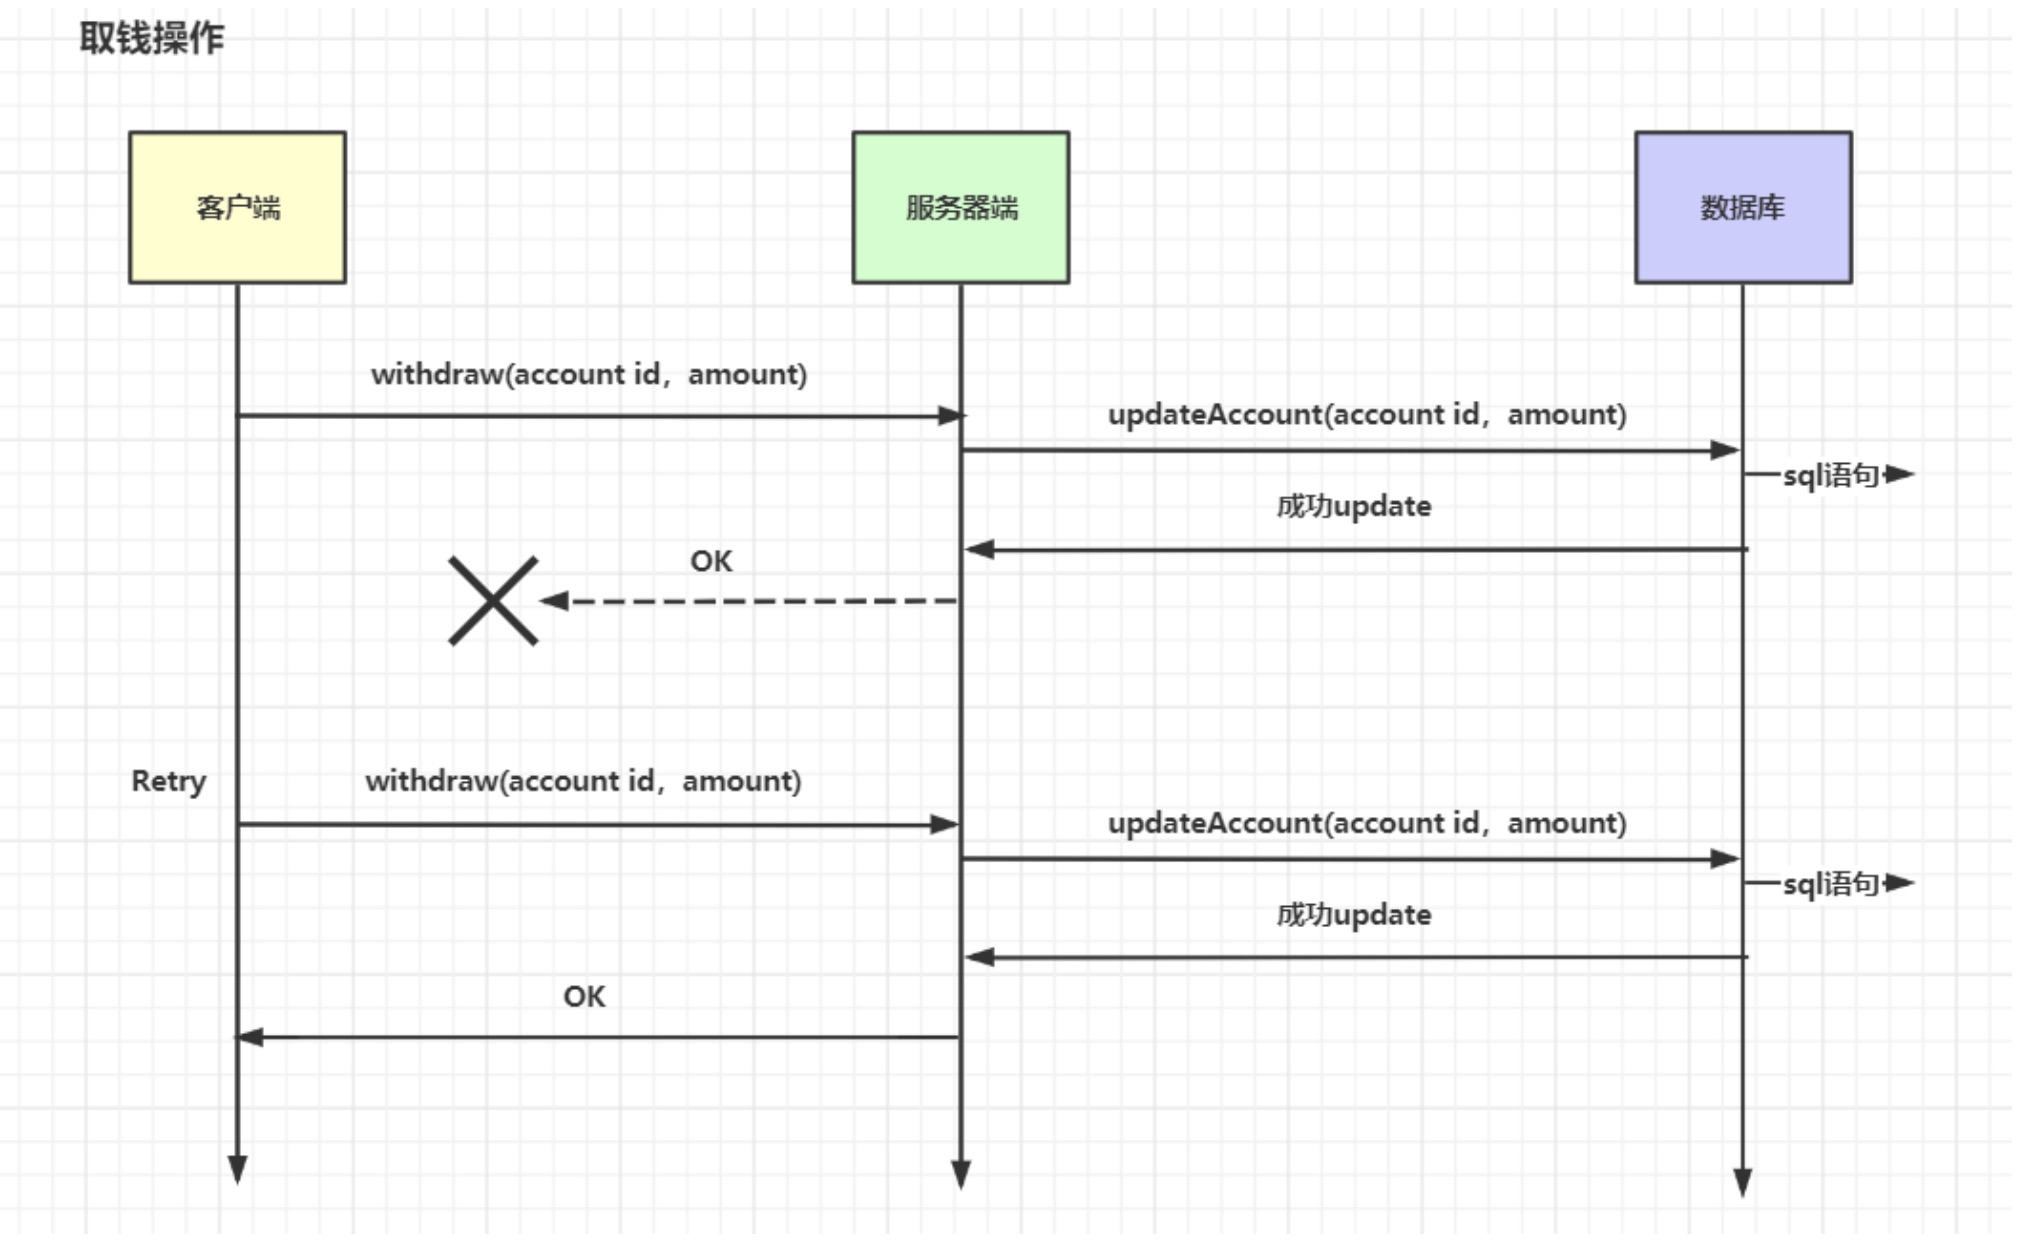 取钱操作
客户端
服务器端
数据库
withdraw(account id，amount)
updateAccount(account id，amount)
sql语句
成功update
OK
Retry
withdraw(account id，amount)
updateAccount(account id，amount)
sql语句
成功update
OK